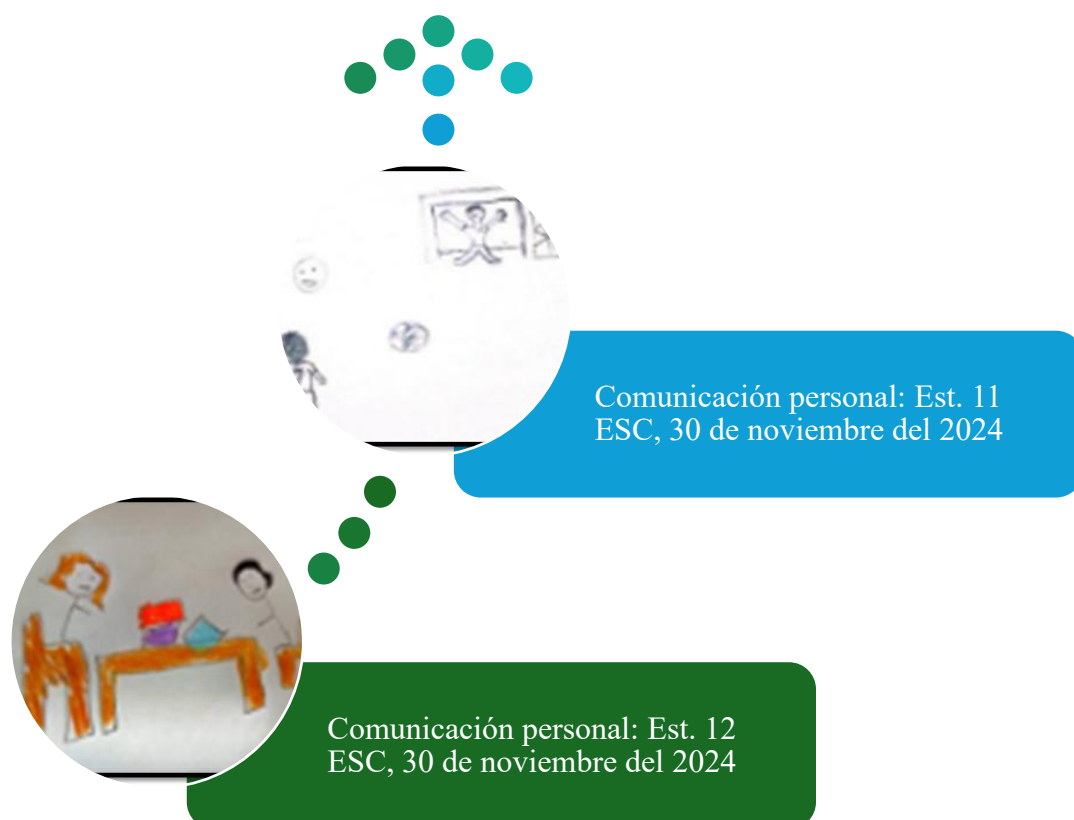 Comunicación personal: Est. 11
ESC, 30 de noviembre del 2024
Comunicación personal: Est. 12
ESC, 30 de noviembre del 2024